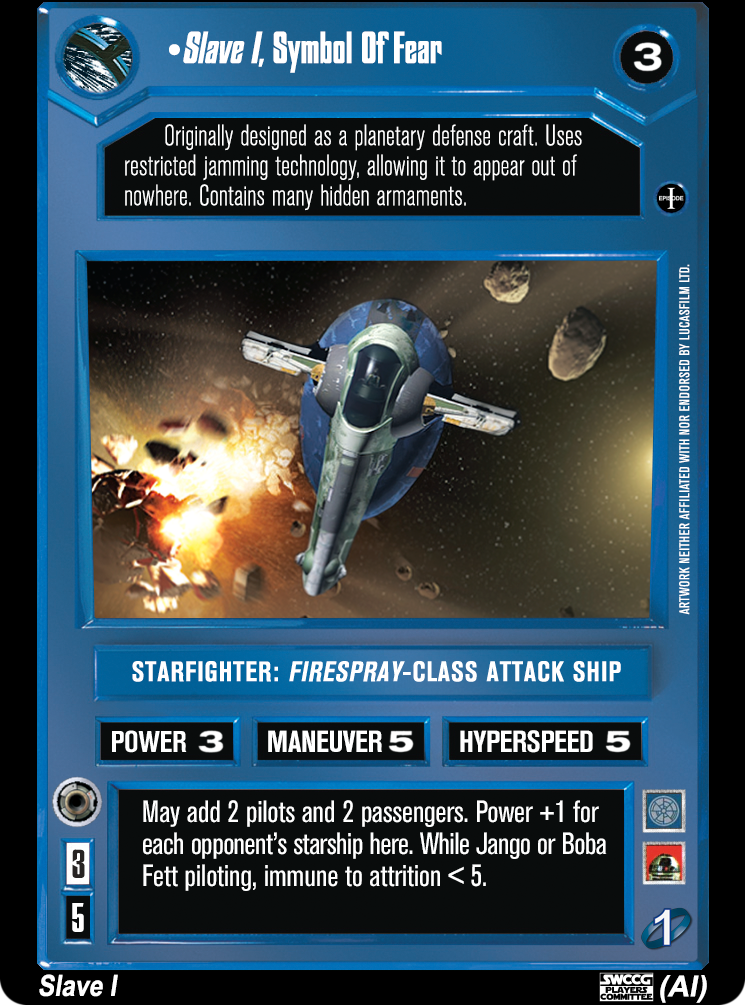 •Slave I, Symbol Of Fear
3
Originally designed as a planetary defense craft. Uses
restricted jamming technology, allowing it to appear out of
nowhere. Contains many hidden armaments.
EPISODE I
ARTWORK NEITHER AFFILIATED WITH NOR ENDORSED BY LUCASFILM LTD.
STARFIGHTER: FIRESPRAY-CLASS ATTACK SHIP
POWER 3
MANEUVER 5
HYPERSPEED 5
May add 2 pilots and 2 passengers. Power +1 for
each opponent's starship here. While Jango or Boba
Fett piloting, immune to attrition < 5.
3
5
1
Slave I
SWCCG
PLAYERS
COMMITTEE
(AI)